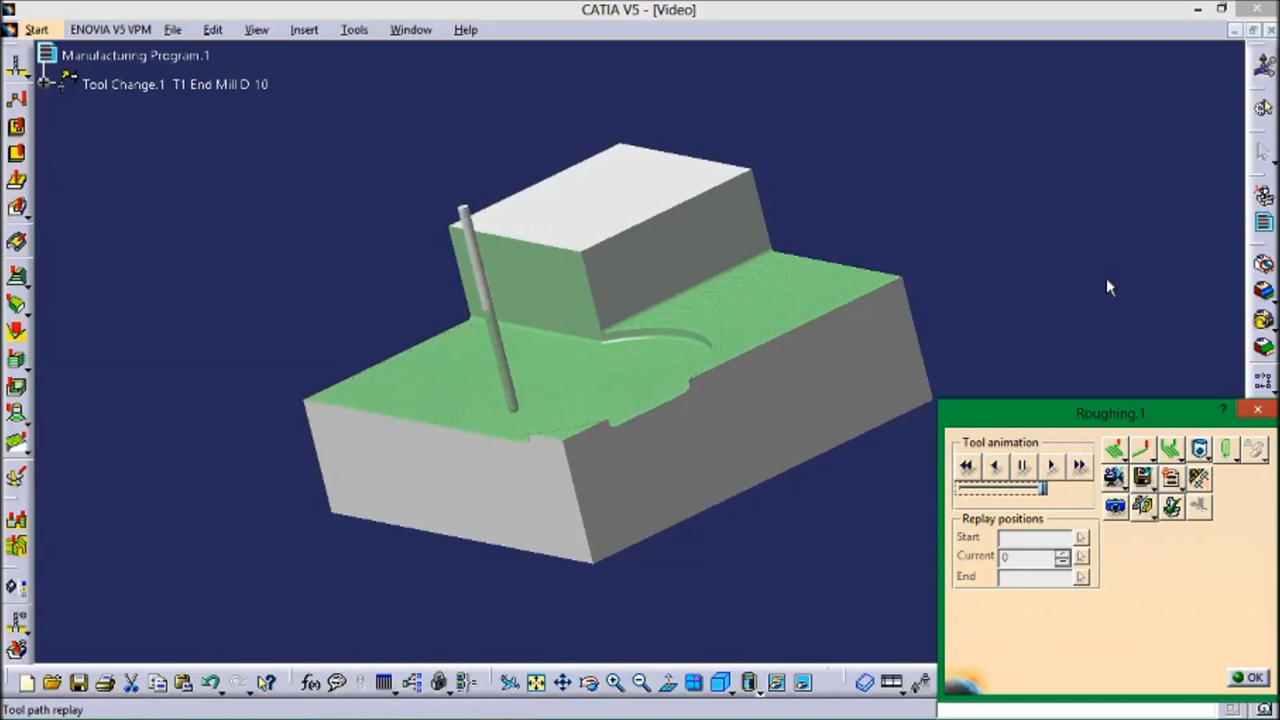 CATIA V5 - [Video]
Start ENOVIA V5 VPM File Edit View Insert Tools Window Help
Manufacturing Program.1
Tool Change.1 T1 End Mill D 10
Roughing.1
?
Tool animation
Replay positions
Start
Current 0
End
f(x)
OK
Tool path replay